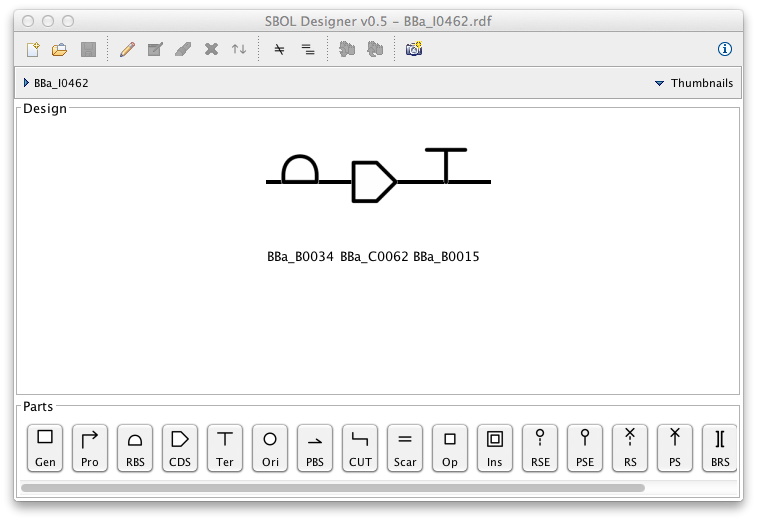 SBOL Designer v0.5 – BBa_I0462.rdf
BBa_I0462
Thumbnails
Design
BBa_B0034 BBa_C0062 BBa_B0015
Parts
Gen Pro RBS CDS Ter Ori PBS CUT Scar Op Ins RSE PSE RS PS BRS